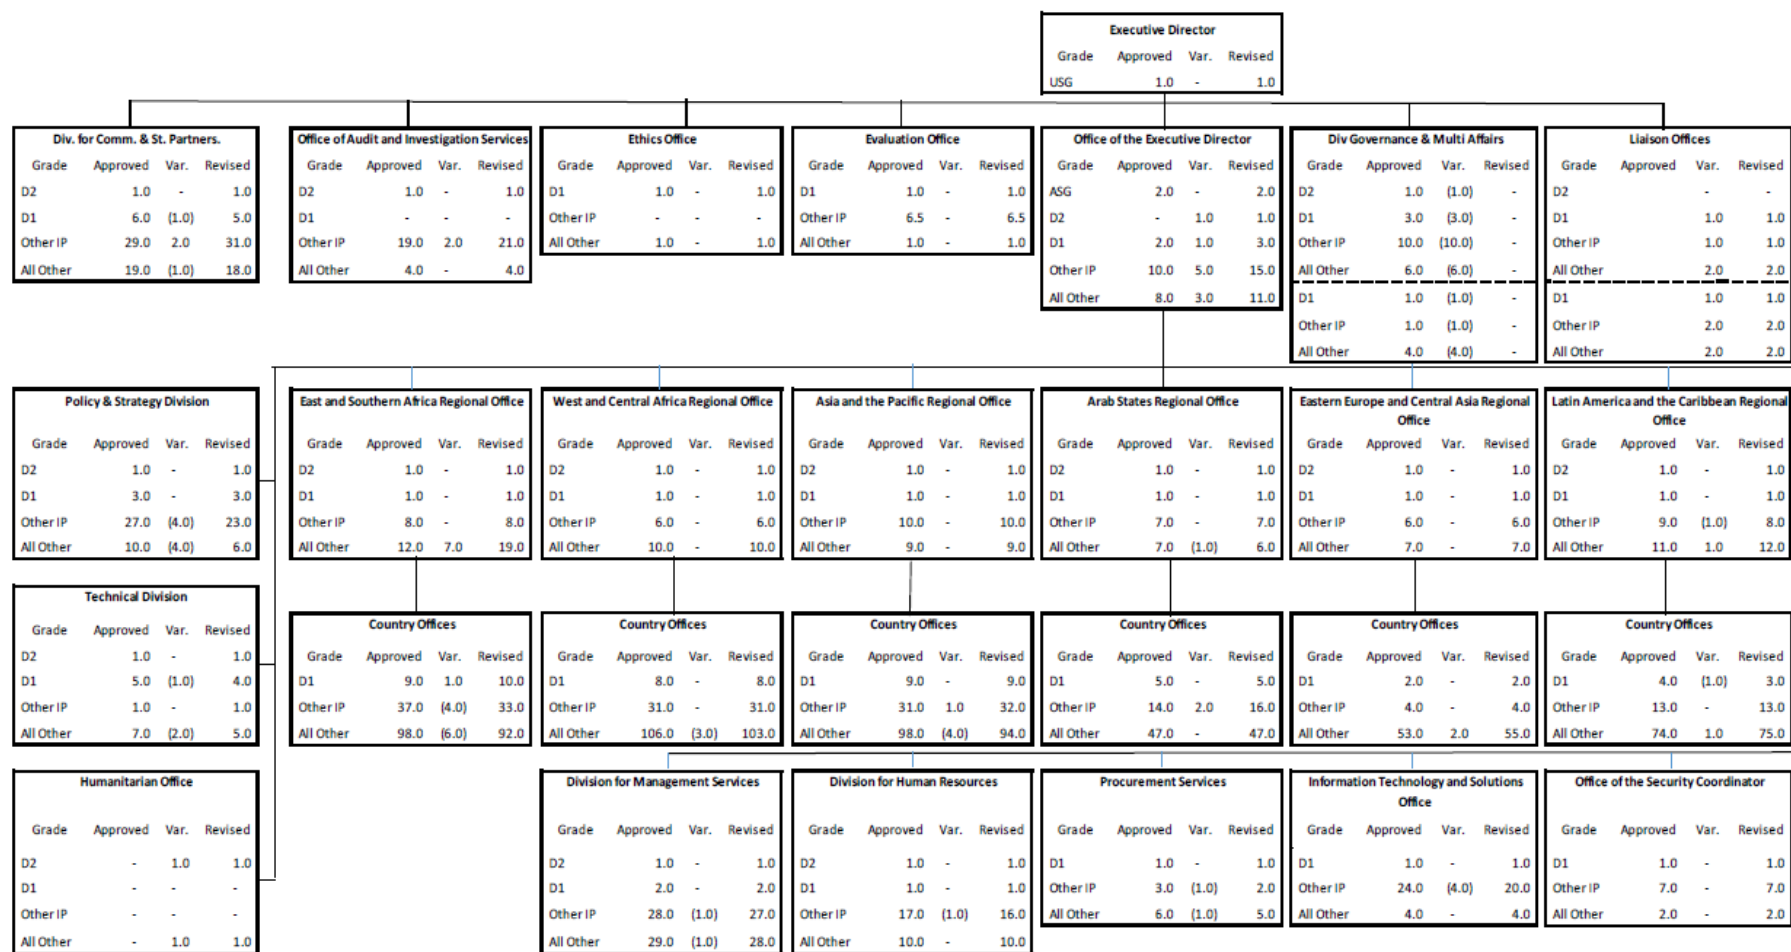 Executive Director
Grade Approved Var. Revised
USG 1.0 - 1.0
Div. for Comm. & St. Partners.
Grade Approved Var. Revised
D2 1.0 - 1.0
D1 6.0 (1.0) 5.0
Other IP 29.0 2.0 31.0
All Other 19.0 (1.0) 18.0
Office of Audit and Investigation Services
Grade Approved Var. Revised
D2 1.0 - 1.0
D1 - - -
Other IP 19.0 2.0 21.0
All Other 4.0 - 4.0
Ethics Office
Grade Approved Var. Revised
D1 1.0 - 1.0
Other IP - - -
All Other 1.0 - 1.0
Evaluation Office
Grade Approved Var. Revised
D1 1.0 - 1.0
Other IP 6.5 - 6.5
All Other 1.0 - 1.0
Office of the Executive Director
Grade Approved Var. Revised
ASG 2.0 - 2.0
D2 - 1.0 1.0
D1 2.0 1.0 3.0
Other IP 10.0 5.0 15.0
All Other 8.0 3.0 11.0
Div Governance & Multi Affairs
Grade Approved Var. Revised
D2 1.0 (1.0) -
D1 3.0 (3.0) -
Other IP 10.0 (10.0) -
All Other 6.0 (6.0) -
D1 1.0 (1.0) -
Other IP 1.0 (1.0) -
All Other 4.0 (4.0) -
Liaison Offices
Grade Approved Var. Revised
D2 - -
D1 1.0 1.0
Other IP 1.0 1.0
All Other 2.0 2.0
D1 1.0 1.0
Other IP 2.0 2.0
All Other 2.0 2.0
Policy & Strategy Division
Grade Approved Var. Revised
D2 1.0 - 1.0
D1 3.0 - 3.0
Other IP 27.0 (4.0) 23.0
All Other 10.0 (4.0) 6.0
East and Southern Africa Regional Office
Grade Approved Var. Revised
D2 1.0 - 1.0
D1 1.0 - 1.0
Other IP 8.0 - 8.0
All Other 12.0 7.0 19.0
West and Central Africa Regional Office
Grade Approved Var. Revised
D2 1.0 - 1.0
D1 1.0 - 1.0
Other IP 6.0 - 6.0
All Other 10.0 - 10.0
Asia and the Pacific Regional Office
Grade Approved Var. Revised
D2 1.0 - 1.0
D1 1.0 - 1.0
Other IP 10.0 - 10.0
All Other 9.0 - 9.0
Arab States Regional Office
Grade Approved Var. Revised
D2 1.0 - 1.0
D1 1.0 - 1.0
Other IP 7.0 - 7.0
All Other 7.0 (1.0) 6.0
Eastern Europe and Central Asia Regional
Office
Grade Approved Var. Revised
D2 1.0 - 1.0
D1 1.0 - 1.0
Other IP 6.0 - 6.0
All Other 7.0 - 7.0
Latin America and the Caribbean Regional
Office
Grade Approved Var. Revised
D2 1.0 - 1.0
D1 1.0 - 1.0
Other IP 9.0 (1.0) 8.0
All Other 11.0 1.0 12.0
Technical Division
Grade Approved Var. Revised
D2 1.0 - 1.0
D1 5.0 (1.0) 4.0
Other IP 1.0 - 1.0
All Other 7.0 (2.0) 5.0
Country Offices
Grade Approved Var. Revised
D1 9.0 1.0 10.0
Other IP 37.0 (4.0) 33.0
All Other 98.0 (6.0) 92.0
Country Offices
Grade Approved Var. Revised
D1 8.0 - 8.0
Other IP 31.0 - 31.0
All Other 106.0 (3.0) 103.0
Country Offices
Grade Approved Var. Revised
D1 9.0 - 9.0
Other IP 31.0 1.0 32.0
All Other 98.0 (4.0) 94.0
Country Offices
Grade Approved Var. Revised
D1 5.0 - 5.0
Other IP 14.0 2.0 16.0
All Other 47.0 - 47.0
Country Offices
Grade Approved Var. Revised
D1 2.0 - 2.0
Other IP 4.0 - 4.0
All Other 53.0 2.0 55.0
Country Offices
Grade Approved Var. Revised
D1 4.0 (1.0) 3.0
Other IP 13.0 - 13.0
All Other 74.0 1.0 75.0
Humanitarian Office
Grade Approved Var. Revised
D2 - 1.0 1.0
D1 - - -
Other IP - - -
All Other - 1.0 1.0
Division for Management Services
Grade Approved Var. Revised
D2 1.0 - 1.0
D1 2.0 - 2.0
Other IP 28.0 (1.0) 27.0
All Other 29.0 (1.0) 28.0
Division for Human Resources
Grade Approved Var. Revised
D2 1.0 - 1.0
D1 1.0 - 1.0
Other IP 17.0 (1.0) 16.0
All Other 10.0 - 10.0
Procurement Services
Grade Approved Var. Revised
D1 1.0 - 1.0
Other IP 3.0 (1.0) 2.0
All Other 6.0 (1.0) 5.0
Information Technology and Solutions
Office
Grade Approved Var. Revised
D1 1.0 - 1.0
Other IP 24.0 (4.0) 20.0
All Other 4.0 - 4.0
Office of the Security Coordinator
Grade Approved Var. Revised
D1 1.0 - 1.0
Other IP 7.0 - 7.0
All Other 2.0 - 2.0